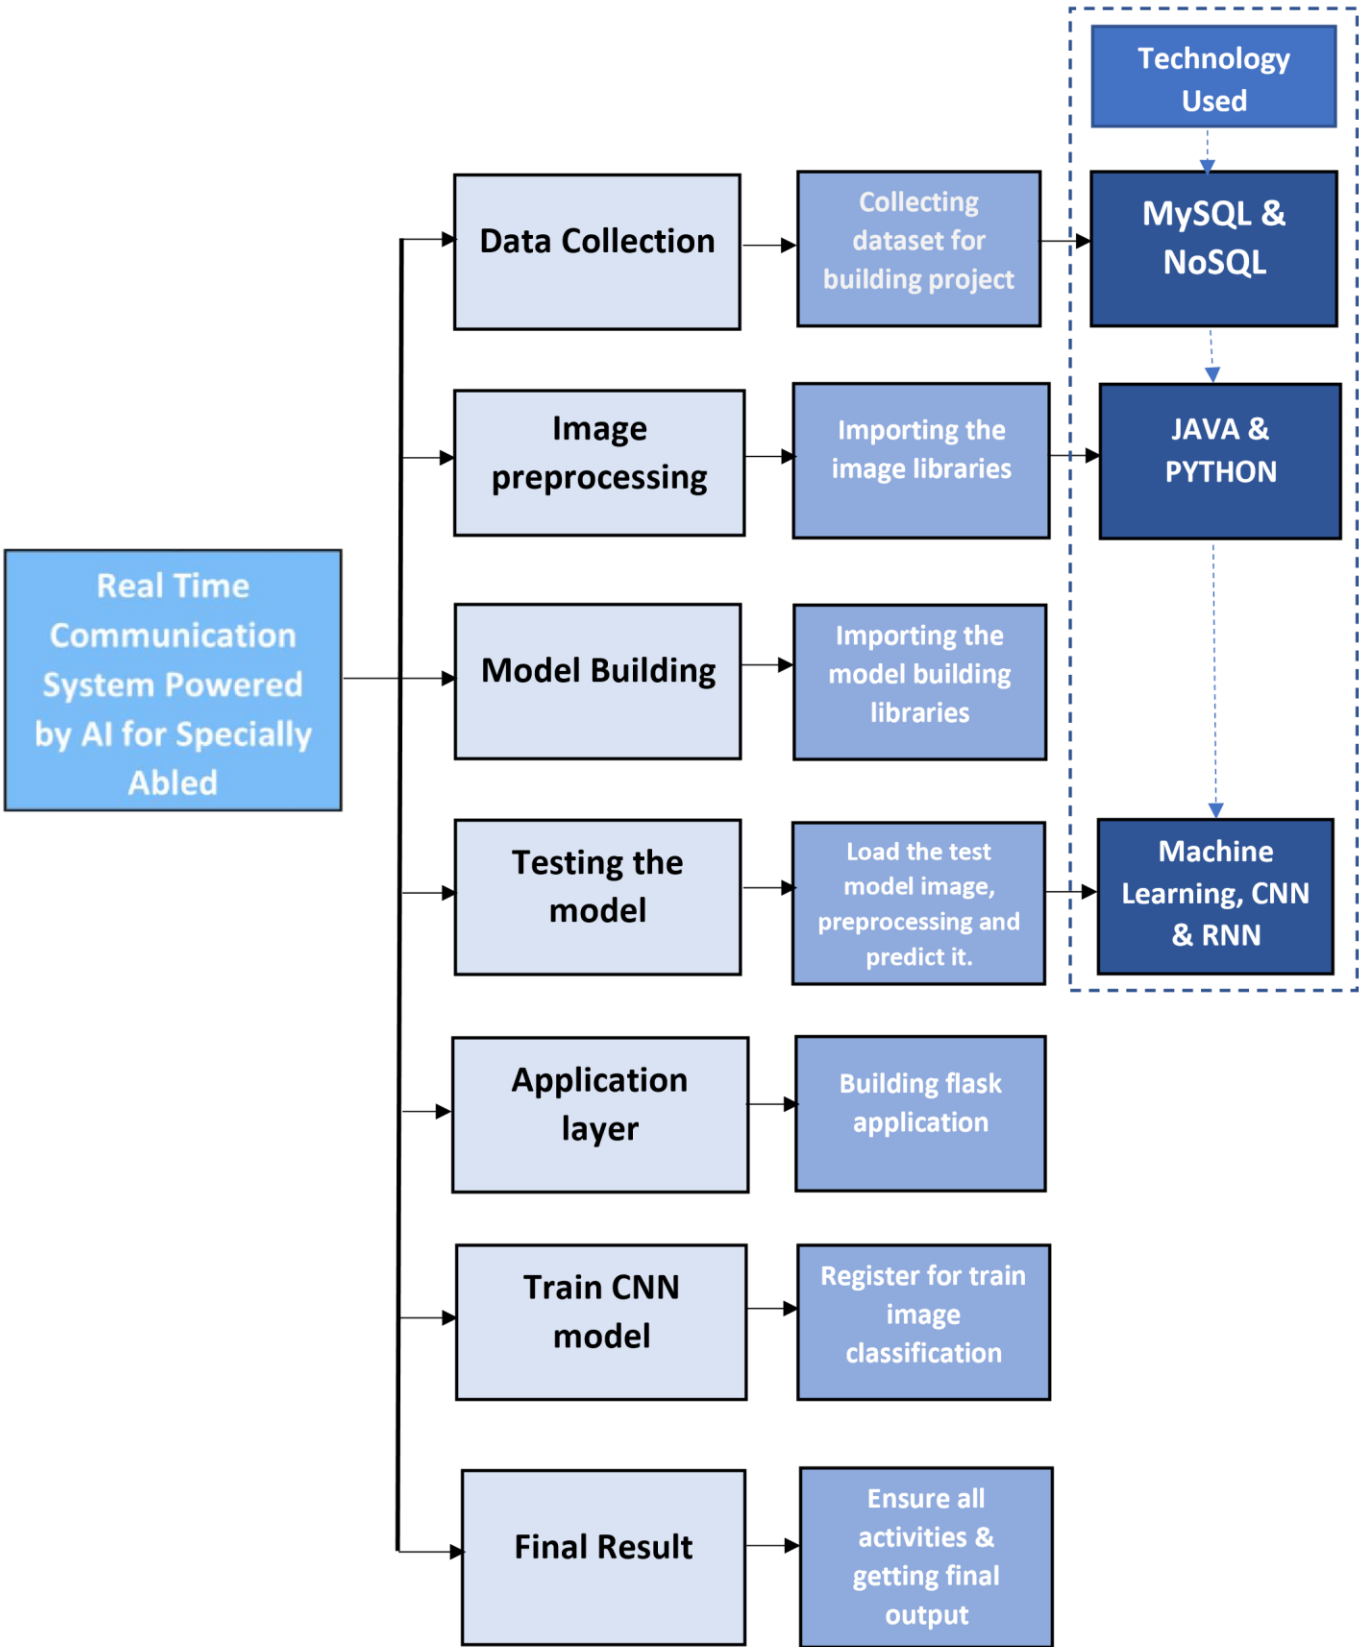 Technology
Used
Data Collection
Collecting
dataset for
building project
MySQL &
NoSQL
Image
preprocessing
Importing the
image libraries
JAVA &
PYTHON
Real Time
Communication
System Powered
by AI for Specially
Abled
Model Building
Importing the
model building
libraries
Testing the
model
Load the test
model image,
preprocessing and
predict it.
Machine
Learning, CNN
& RNN
Application
layer
Building flask
application
Train CNN
model
Register for train
image
classification
Final Result
Ensure all
activities &
getting final
output